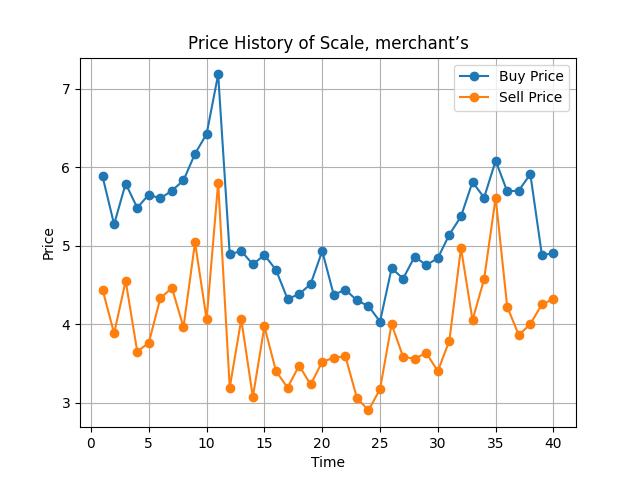 Price History of Scale, merchant’s
Buy Price
Sell Price
7
6
5
4
3
Price
0 5 10 15 20 25 30 35 40
Time